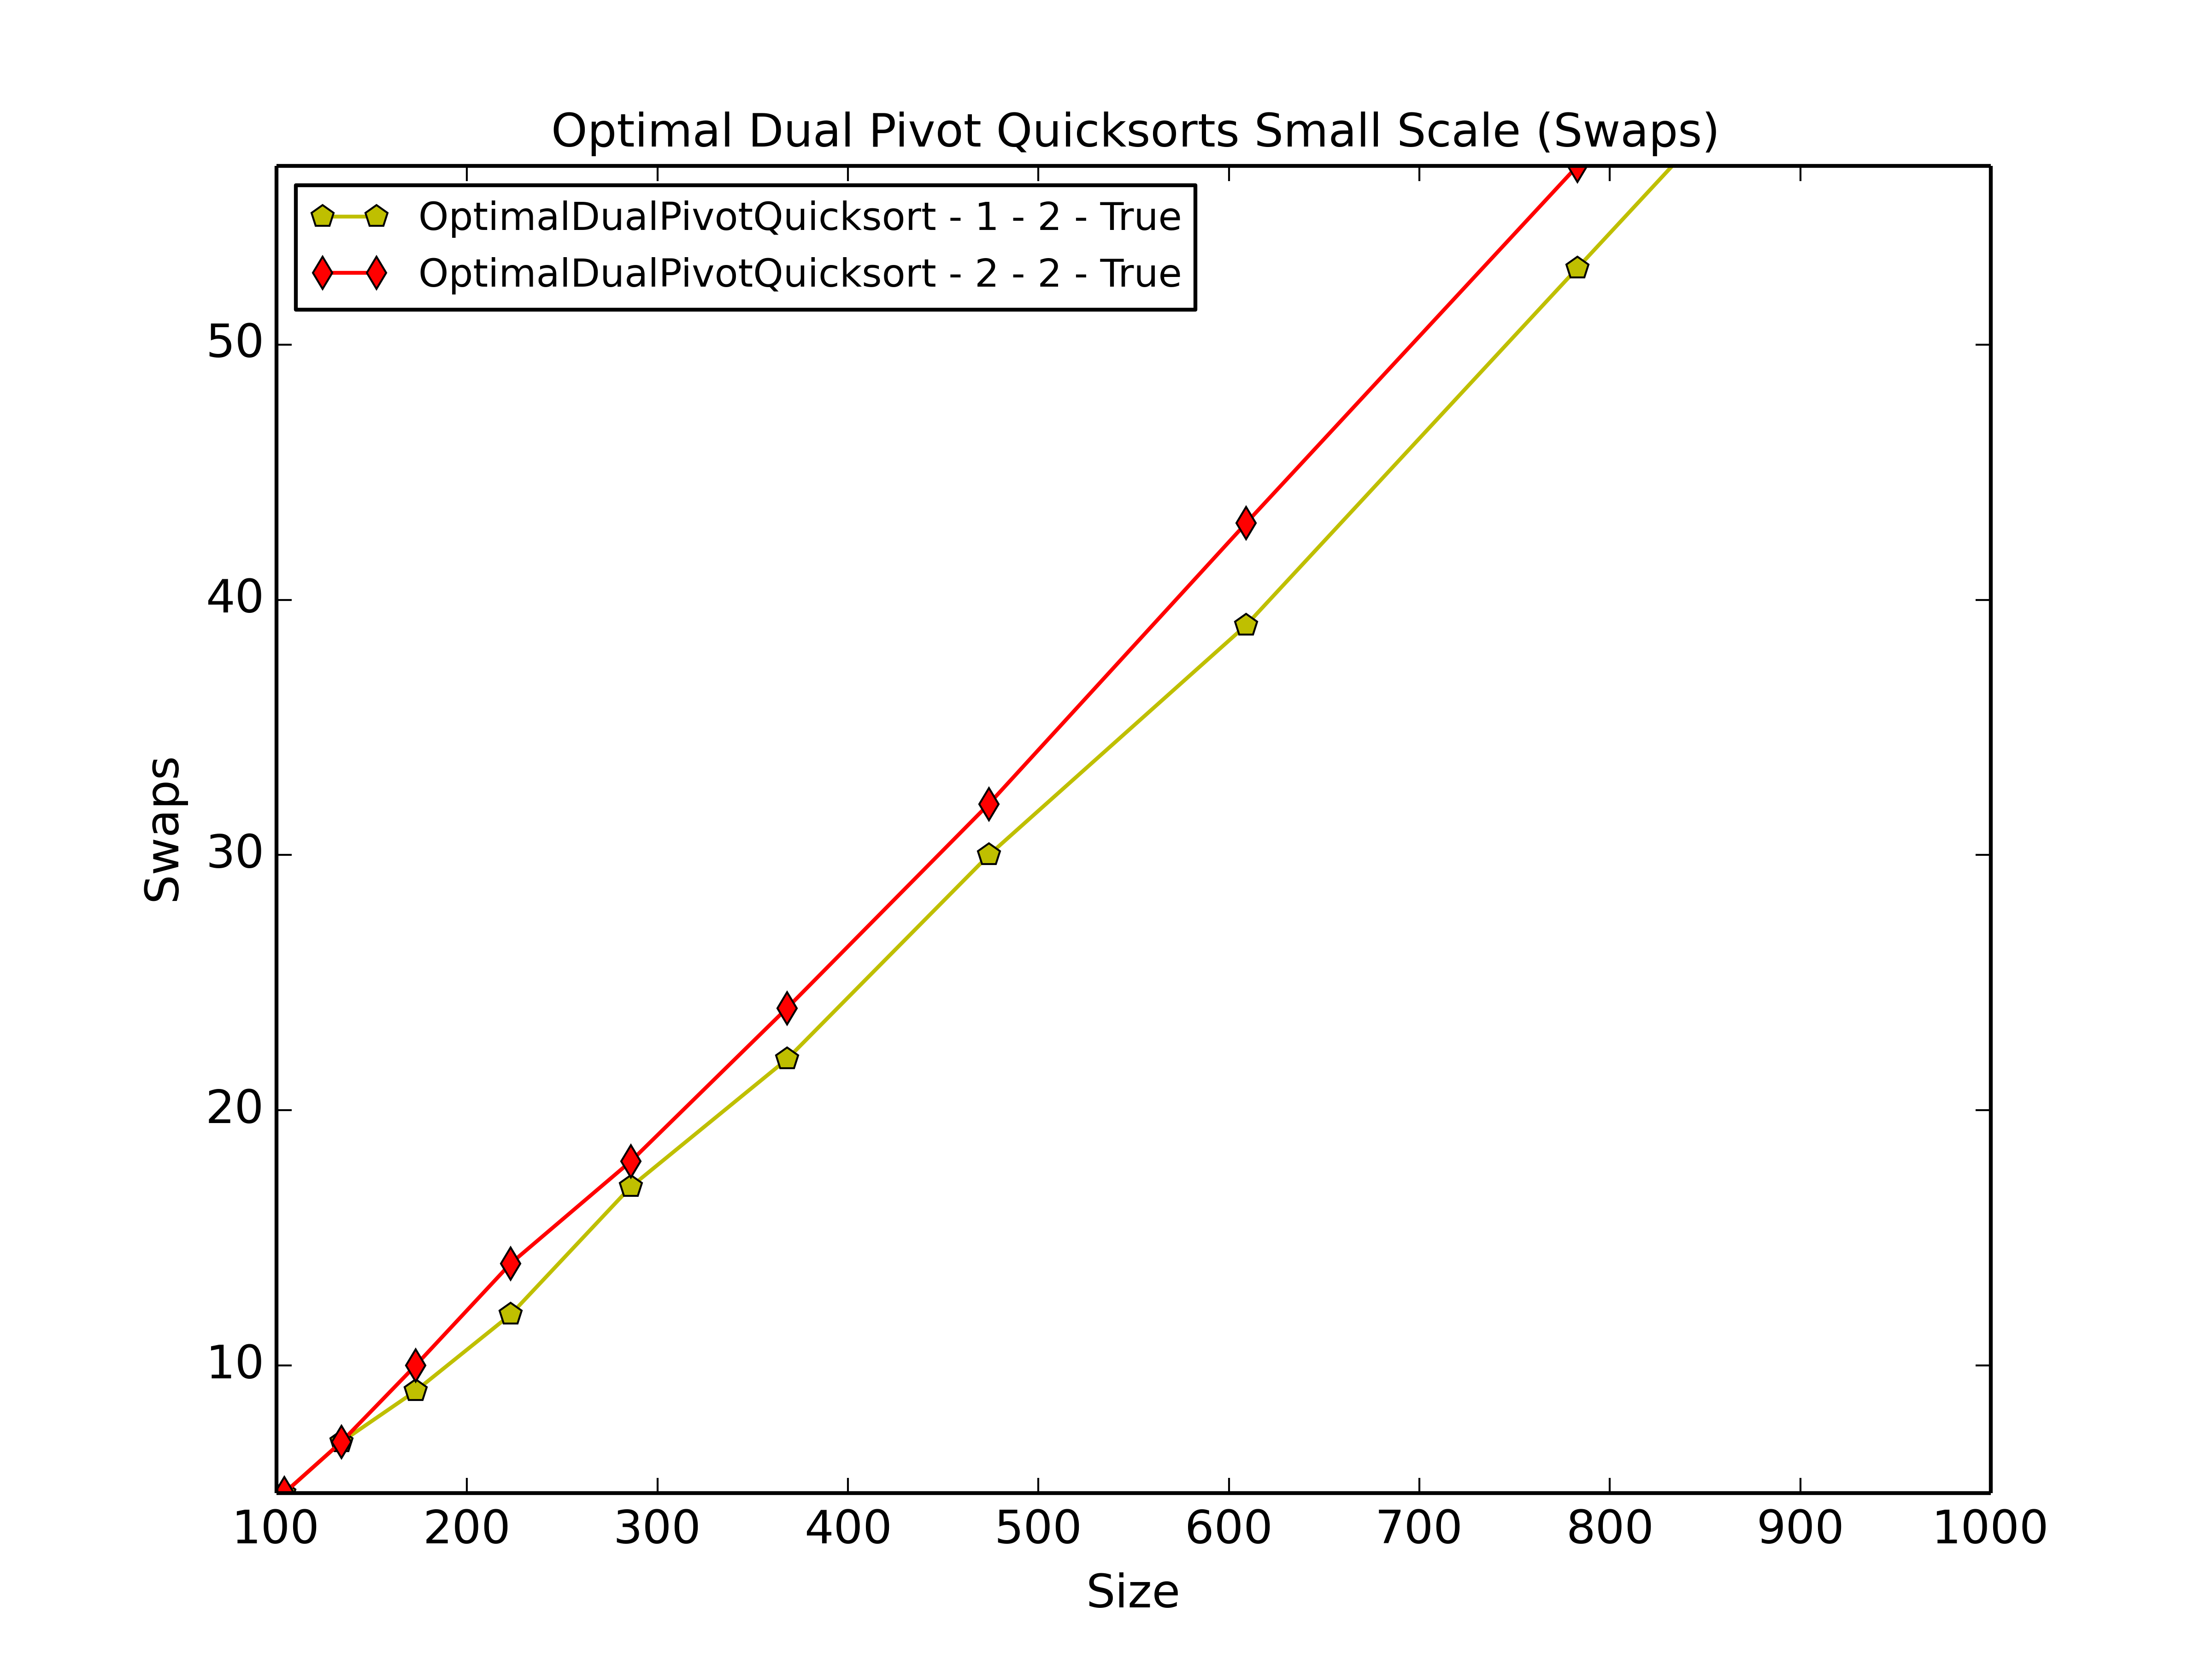 Optimal Dual Pivot Quicksorts Small Scale (Swaps)
OptimalDualPivotQuicksort - 1 - 2 - True
OptimalDualPivotQuicksort - 2 - 2 - True
50
40
30
20
10
Swaps
100 200 300 400 500 600 700 800 900 1000
Size